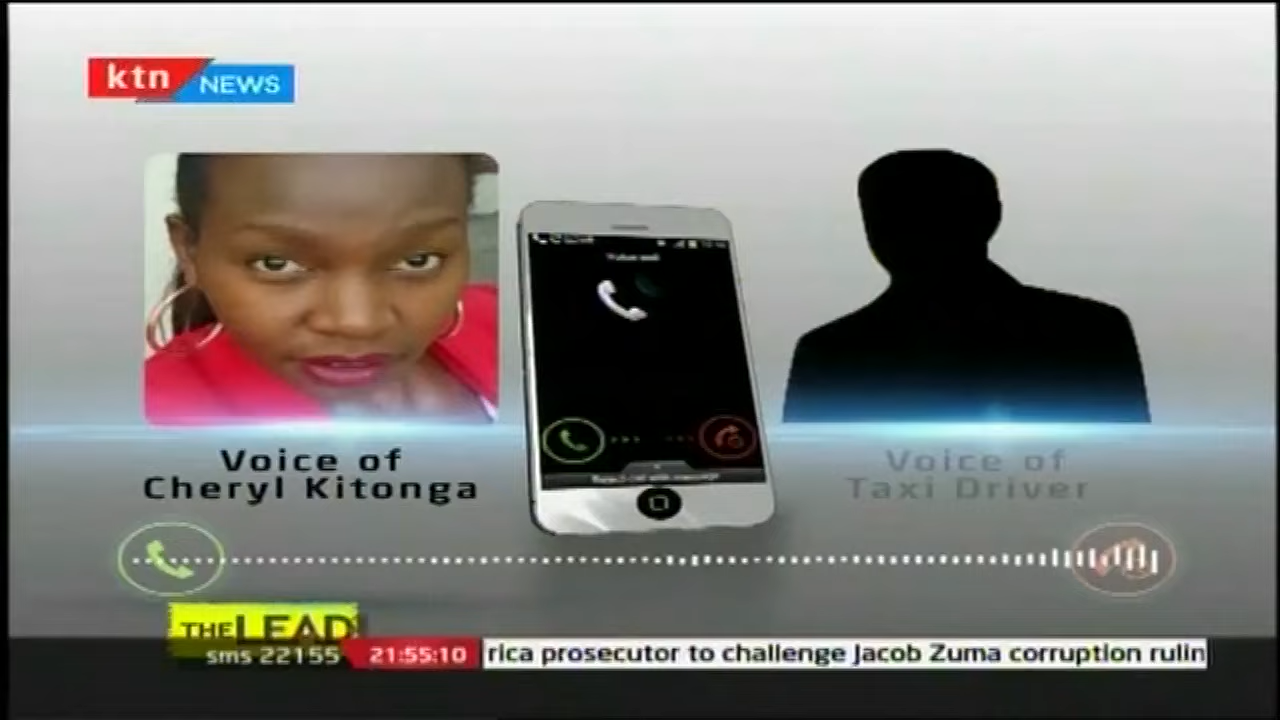 ktn
NEWS
Voice of
Cheryl Kitonga
Voice of
Taxi Driver
THE LEAD
sms 22155
21:55:10
rica prosecutor to challenge Jacob Zuma corruption rulin